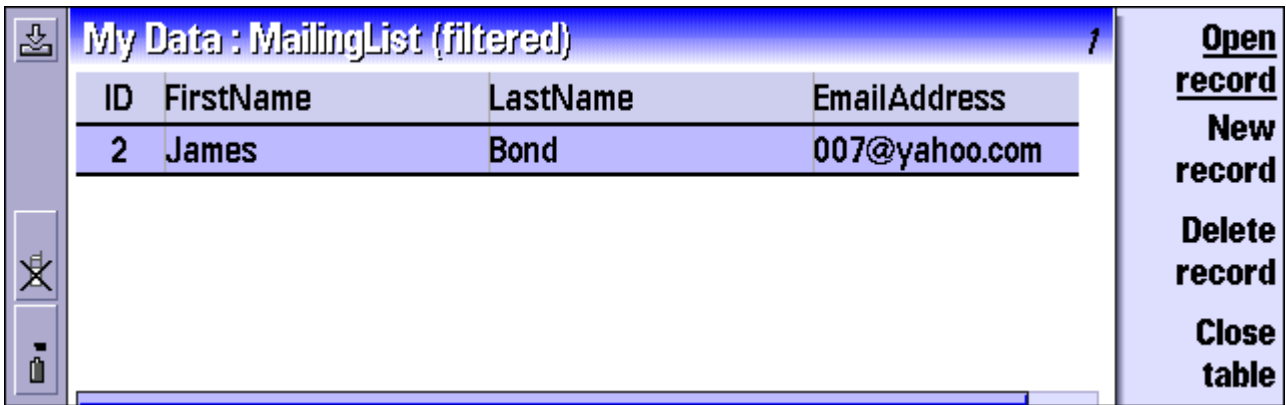 My Data : MailingList (filtered) 1
ID FirstName LastName EmailAddress
2 James Bond 007@yahoo.com
Open
record
New
record
Delete
record
Close
table